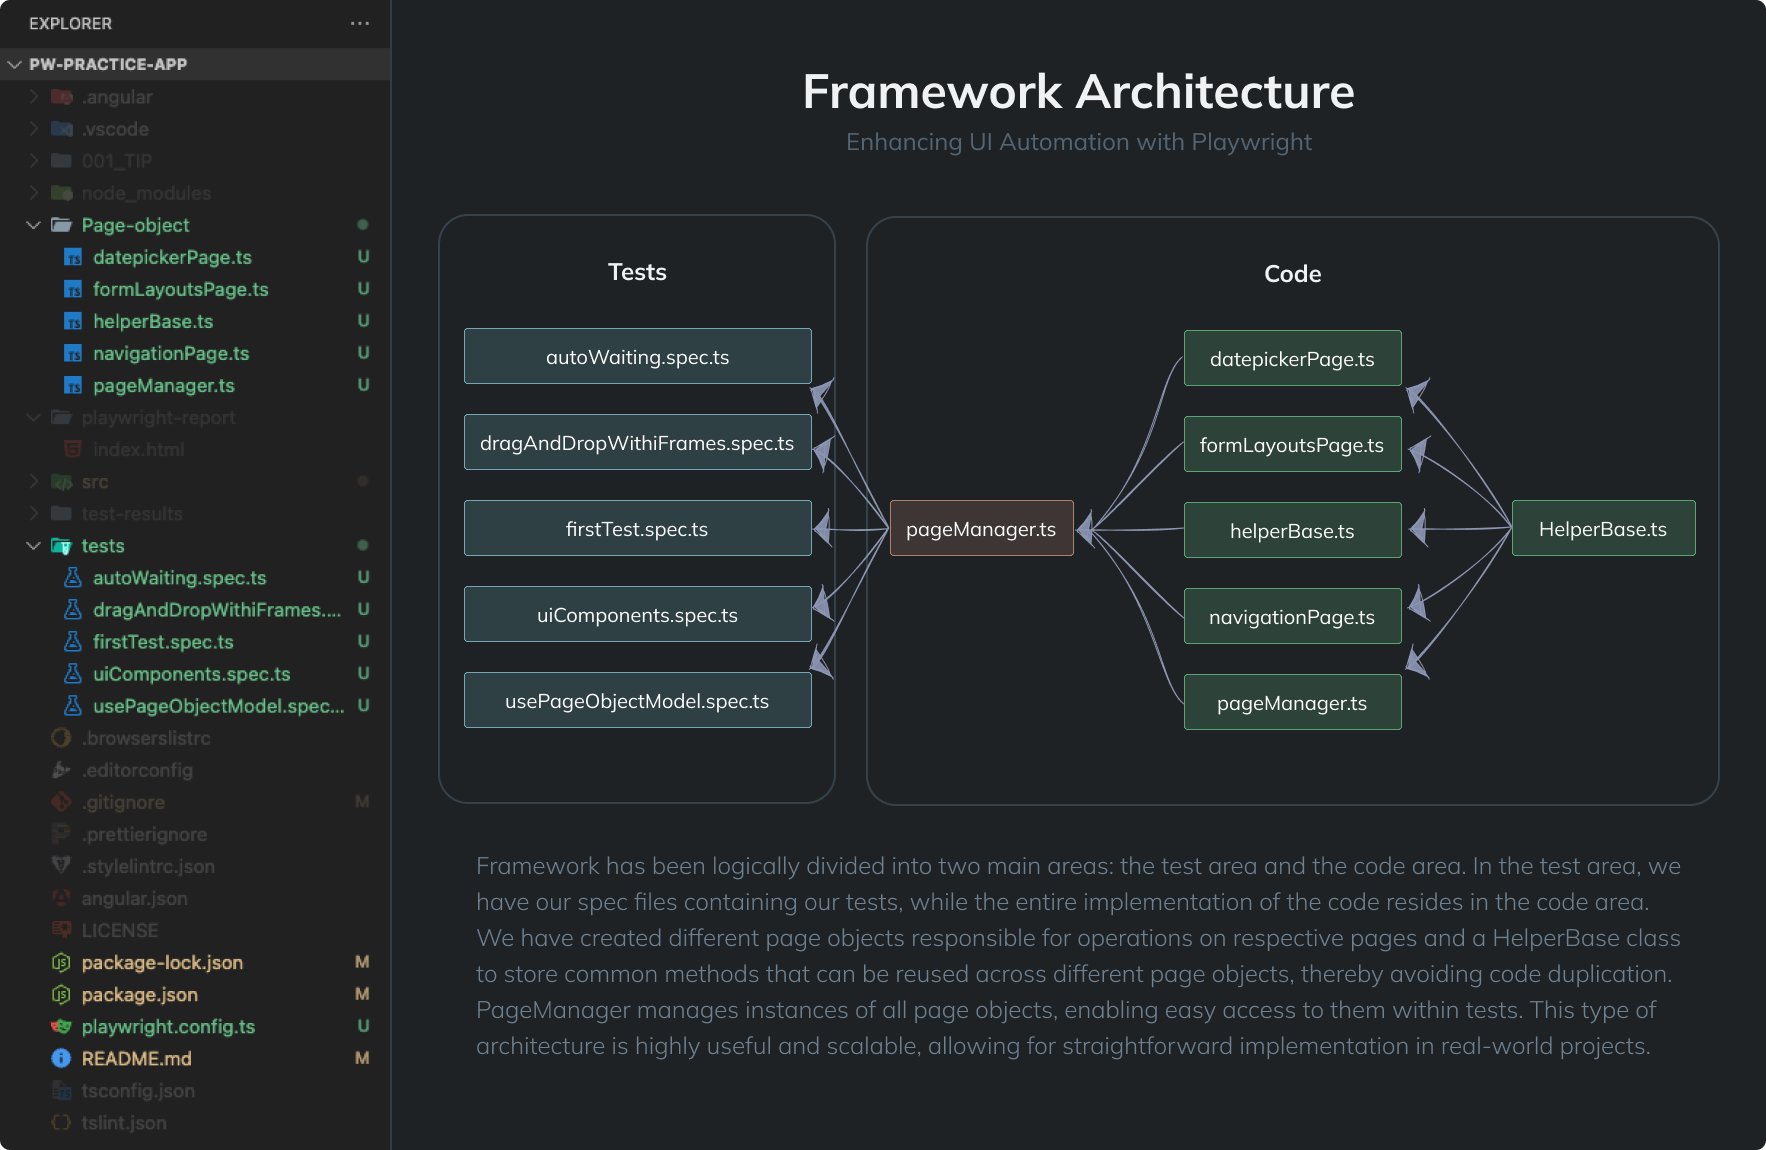 EXPLORER
PW-PRACTICE-APP
.angular
.vscode
001_TIP
node_modules
Page-object
datepickerPage.ts U
formLayoutsPage.ts U
helperBase.ts U
navigationPage.ts U
pageManager.ts U
playwright-report
index.html
src
test-results
tests
autoWaiting.spec.ts U
dragAndDropWithiFrames.... U
firstTest.spec.ts U
uiComponents.spec.ts U
usePageObjectModel.spec... U
.browserslistrc
.editorconfig
.gitignore M
.prettierignore
.stylelintrc.json
angular.json
LICENSE
package-lock.json M
package.json M
playwright.config.ts U
README.md M
tsconfig.json
tslint.json
Framework Architecture
Enhancing UI Automation with Playwright
Tests
autoWaiting.spec.ts
dragAndDropWithiFrames.spec.ts
firstTest.spec.ts
uiComponents.spec.ts
usePageObjectModel.spec.ts
Code
pageManager.ts
datepickerPage.ts
formLayoutsPage.ts
helperBase.ts
navigationPage.ts
pageManager.ts
HelperBase.ts
Framework has been logically divided into two main areas: the test area and the code area. In the test area, we
have our spec files containing our tests, while the entire implementation of the code resides in the code area.
We have created different page objects responsible for operations on respective pages and a HelperBase class
to store common methods that can be reused across different page objects, thereby avoiding code duplication.
PageManager manages instances of all page objects, enabling easy access to them within tests. This type of
architecture is highly useful and scalable, allowing for straightforward implementation in real-world projects.